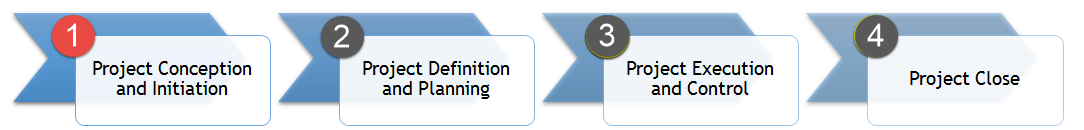 1
Project Conception
and Initiation
2
Project Definition
and Planning
3
Project Execution
and Control
4
Project Close